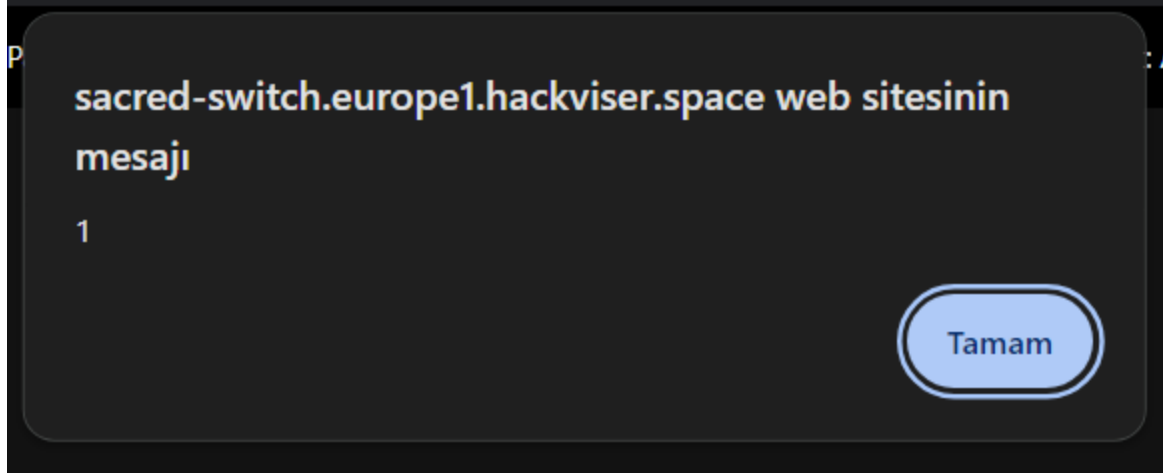 P
sacred-switch.europe1.hackviser.space web sitesinin
mesajı
1
Tamam